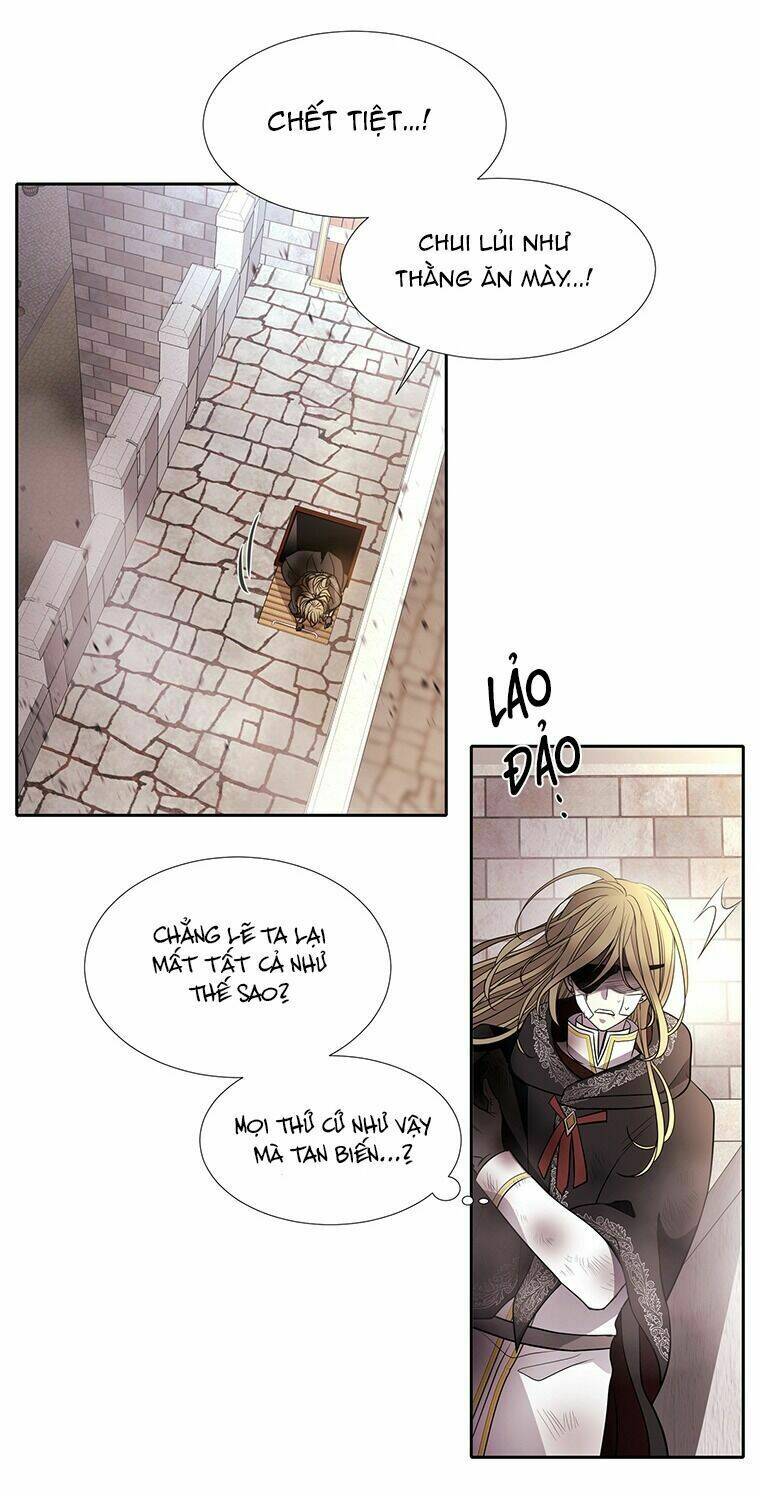 CHẾT TIỆT...!
CHUI LỦI NHƯ
THẰNG ĂN MÀY...!
LẢO
ĐẢO
CHẲNG LẼ TA LẠI
MẤT TẤT CẢ NHƯ
THẾ SAO?
MỌI THỨ CỨ NHƯ VẬY
MÀ TAN BIẾN...?